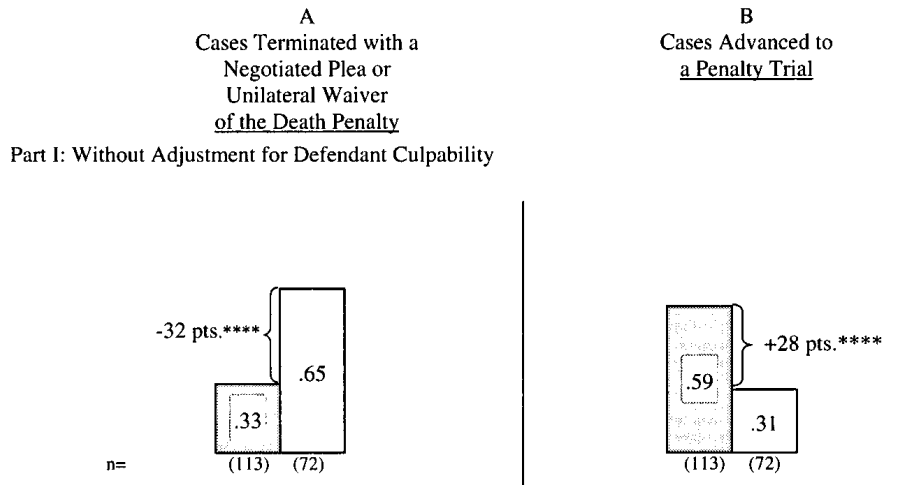 A
Cases Terminated with a
Negotiated Plea or
Unilateral Waiver
of the Death Penalty
B
Cases Advanced to
a Penalty Trial
Part I: Without Adjustment for Defendant Culpability
-32 pts.****
.65
.33
n=
(113)
(72)
+28 pts.****
.59
.31
(113)
(72)